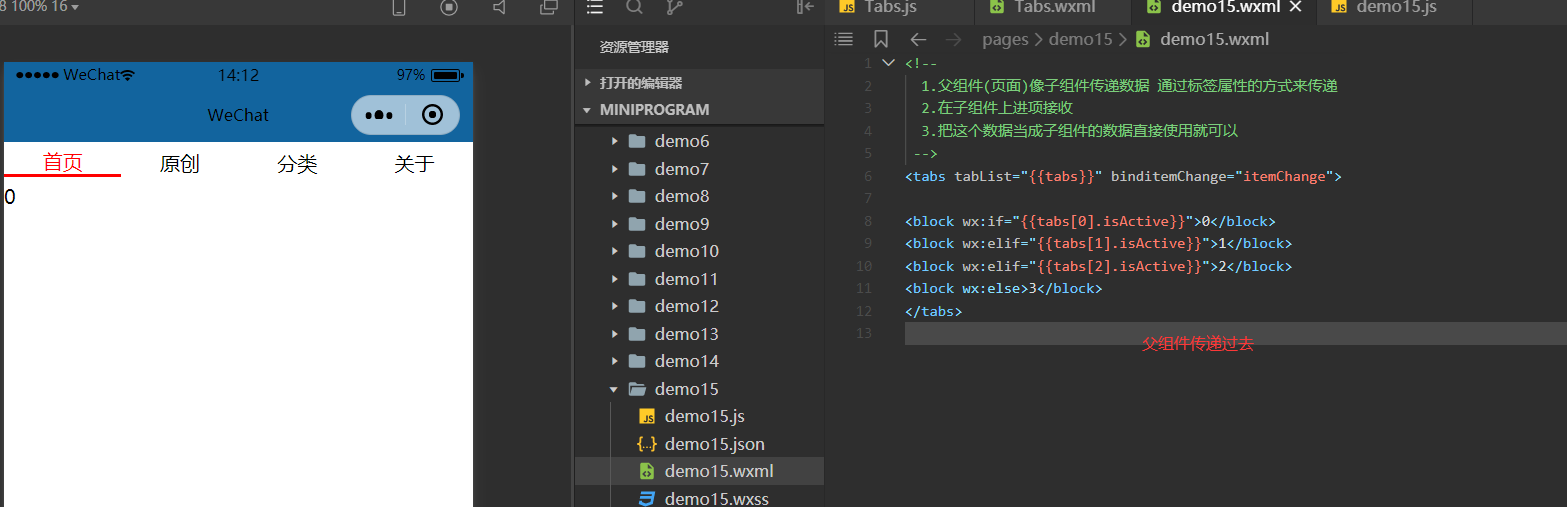 8 100% 16
Tabs.js
Tabs.wxml
demo15.wxml
demo15.js
资源管理器
pages > demo15 > demo15.wxml
WeChat
14:12
97%
WeChat
首页
原创
分类
关于
0
打开的编辑器
MINIPROGRAM
demo6
demo7
demo8
demo9
demo10
demo11
demo12
demo13
demo14
demo15
demo15.js
demo15.json
demo15.wxml
demo15.wxss
1 <!--
2 1.父组件(页面)像子组件传递数据 通过标签属性的方式来传递
3 2.在子组件上进项接收
4 3.把这个数据当成子组件的数据直接使用就可以
5 -->
6 <tabs tabList="{{tabs}}" binditemChange="itemChange">
7
8 <block wx:if="{{tabs[0].isActive}}">0</block>
9 <block wx:elif="{{tabs[1].isActive}}">1</block>
10 <block wx:elif="{{tabs[2].isActive}}">2</block>
11 <block wx:else>3</block>
12 </tabs>
13
父组件传递过去